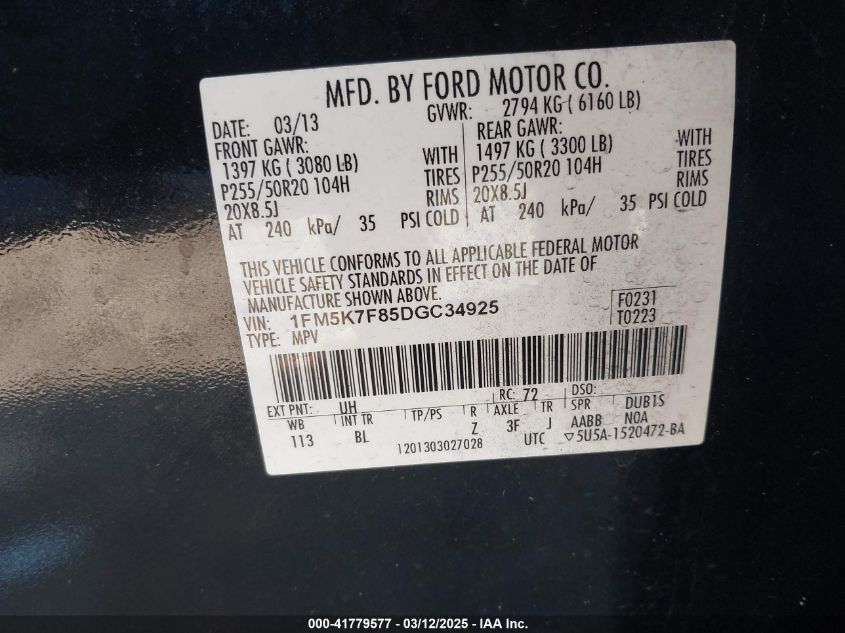 MFD. BY FORD MOTOR CO.
DATE: 03/13 GVWR: 2794 KG ( 6160 LB)
FRONT GAWR: REAR GAWR:
1397 KG ( 3080 LB) WITH 1497 KG ( 3300 LB) WITH
P255/50R20 104H TIRES P255/50R20 104H TIRES
20X8.5J RIMS 20X8.5J RIMS
AT 240 kPa/ 35 PSI COLD AT 240 kPa/ 35 PSI COLD
THIS VEHICLE CONFORMS TO ALL APPLICABLE FEDERAL MOTOR
VEHICLE SAFETY STANDARDS IN EFFECT ON THE DATE OF
MANUFACTURE SHOWN ABOVE.
VIN: 1FM5K7F85DGC34925 F0231
TYPE: MPV T0223
EXT PNT: UH RC: 72 DSO:
WB INT TR TP/PS R AXLE TR SPR DUB1S
113 BL Z 3F J AABB NOA
1201303027028 UTC ▽5U5A-1520472-BA
000-41779577 - 03/12/2025 - IAA Inc.